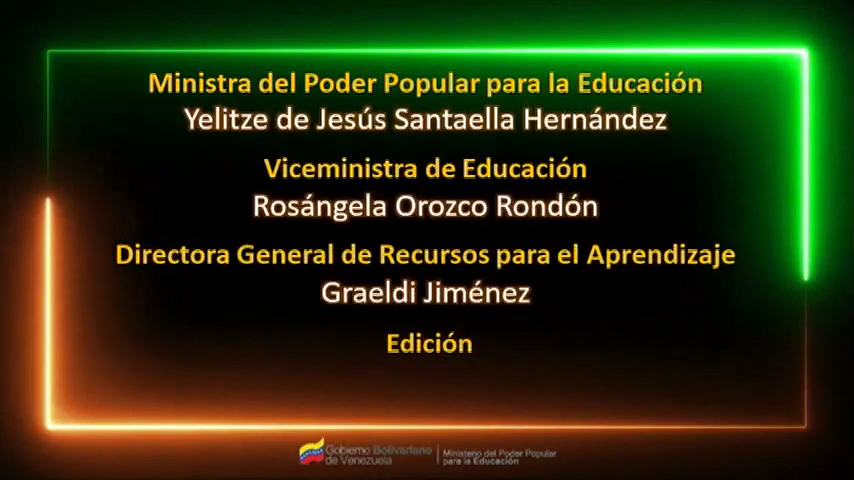 Ministra del Poder Popular para la Educación
Yelitze de Jesús Santaella Hernández
Viceministra de Educación
Rosángela Orozco Rondón
Directora General de Recursos para el Aprendizaje
Graeldi Jiménez
Edición
Gobierno Bolivariano
de Venezuela
Ministerio del Poder Popular
para la Educación